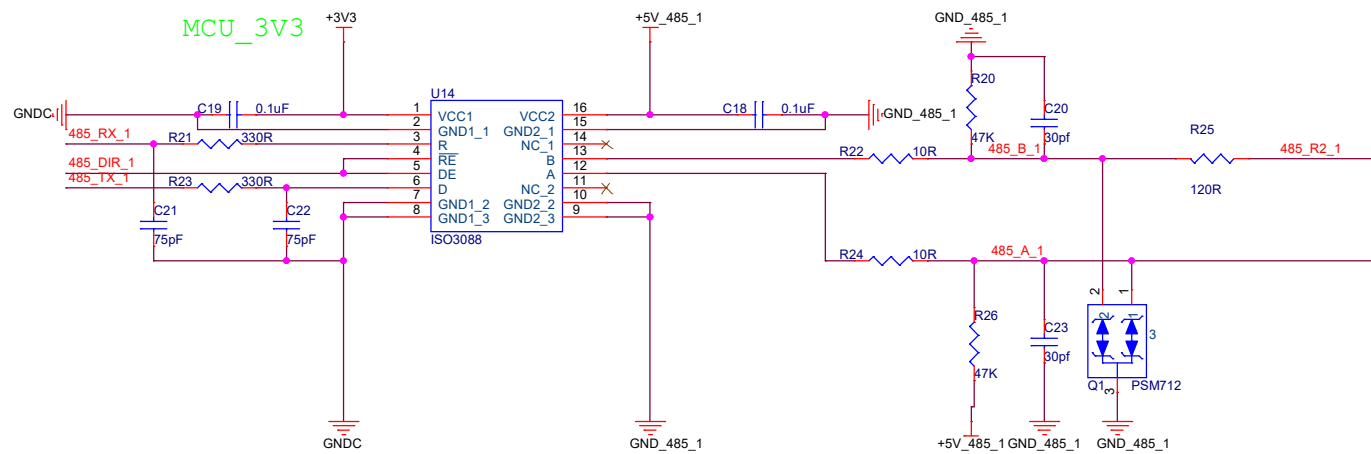 MCU_3V3
+3V3
+5V_485_1
GND_485_1
U14
R20
C19
0.1uF
C18
0.1uF
C20
GNDC
GND_485_1
1
VCC1
VCC2
16
2
GND1_1
GND2_1
15
30pf
R25
485_RX_1
R21
330R
3
R
NC_1
14
47K
485_DIR_1
4
RE
B
13
R22
10R
485_B_1
485_R2_1
485_TX_1
5
DE
A
12
R23
330R
6
D
NC_2
11
120R
7
GND1_2
GND2_2
10
C21
C22
8
GND1_3
GND2_3
9
75pF
75pF
ISO3088
R24
10R
485_A_1
2
1
R26
C23
2
1
3
30pf
47K
Q1
3
PSM712
GNDC
GND_485_1
+5V_485_1
GND_485_1
GND_485_1